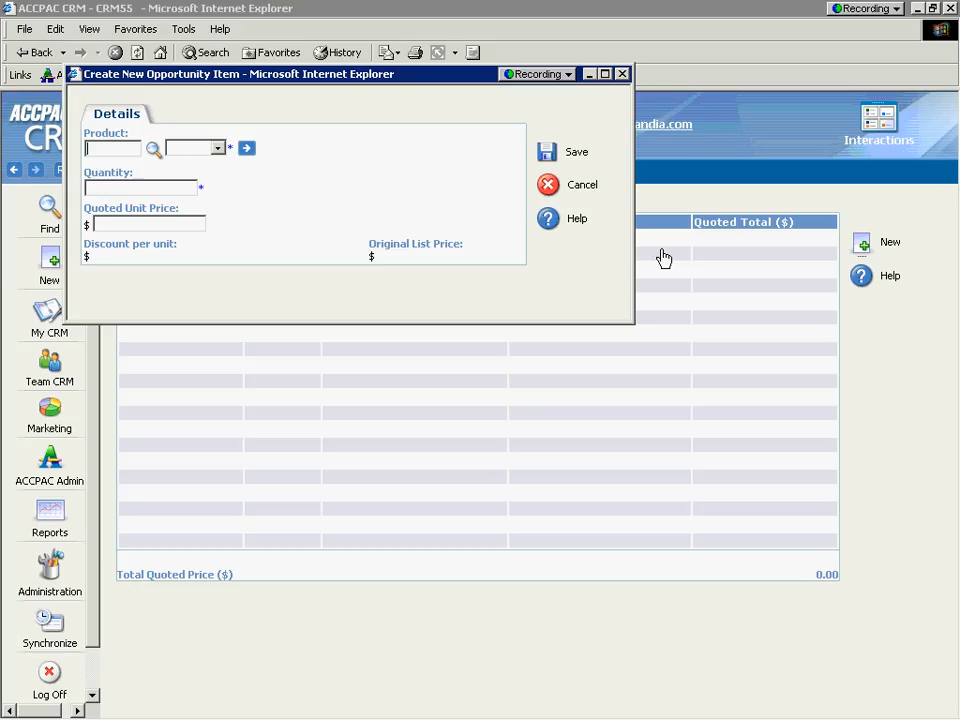 ACCPAC CRM - CRM55 - Microsoft Internet Explorer
Recording
File Edit View Favorites Tools Help
Back Search Favorites History
Links
Create New Opportunity Item - Microsoft Internet Explorer
Recording
Details
Product:
*
Quantity:
*
Quoted Unit Price:
$
Discount per unit: Original List Price:
$ $
Save
Cancel
Help
andia.com
Interactions
Quoted Total ($)
New
Help
Find
New
My CRM
Team CRM
Marketing
ACCPAC Admin
Reports
Administration
Synchronize
Log Off
Total Quoted Price ($) 0.00